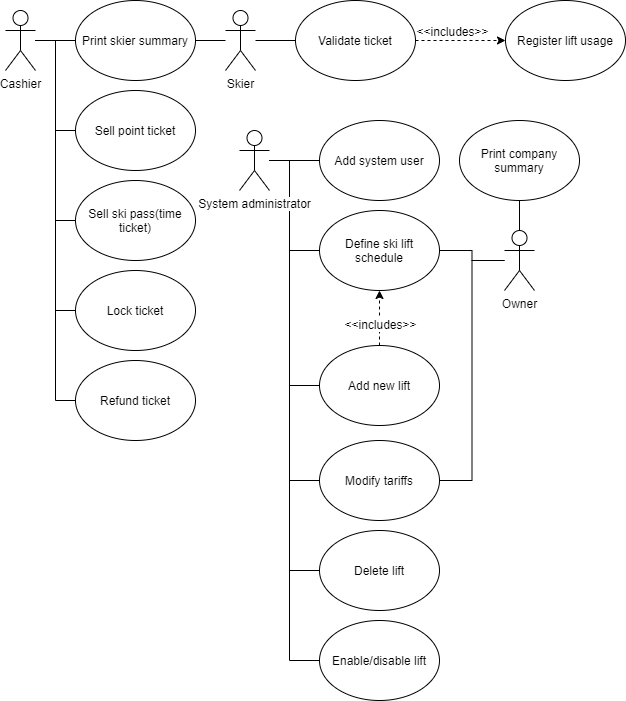 Print skier summary
Validate ticket
<<includes>>
Register lift usage
Cashier
Skier
Sell point ticket
Add system user
Print company
summary
System administrator
Sell ski pass(time
ticket)
Define ski lift
schedule
Owner
Lock ticket
<<includes>>
Add new lift
Refund ticket
Modify tariffs
Delete lift
Enable/disable lift